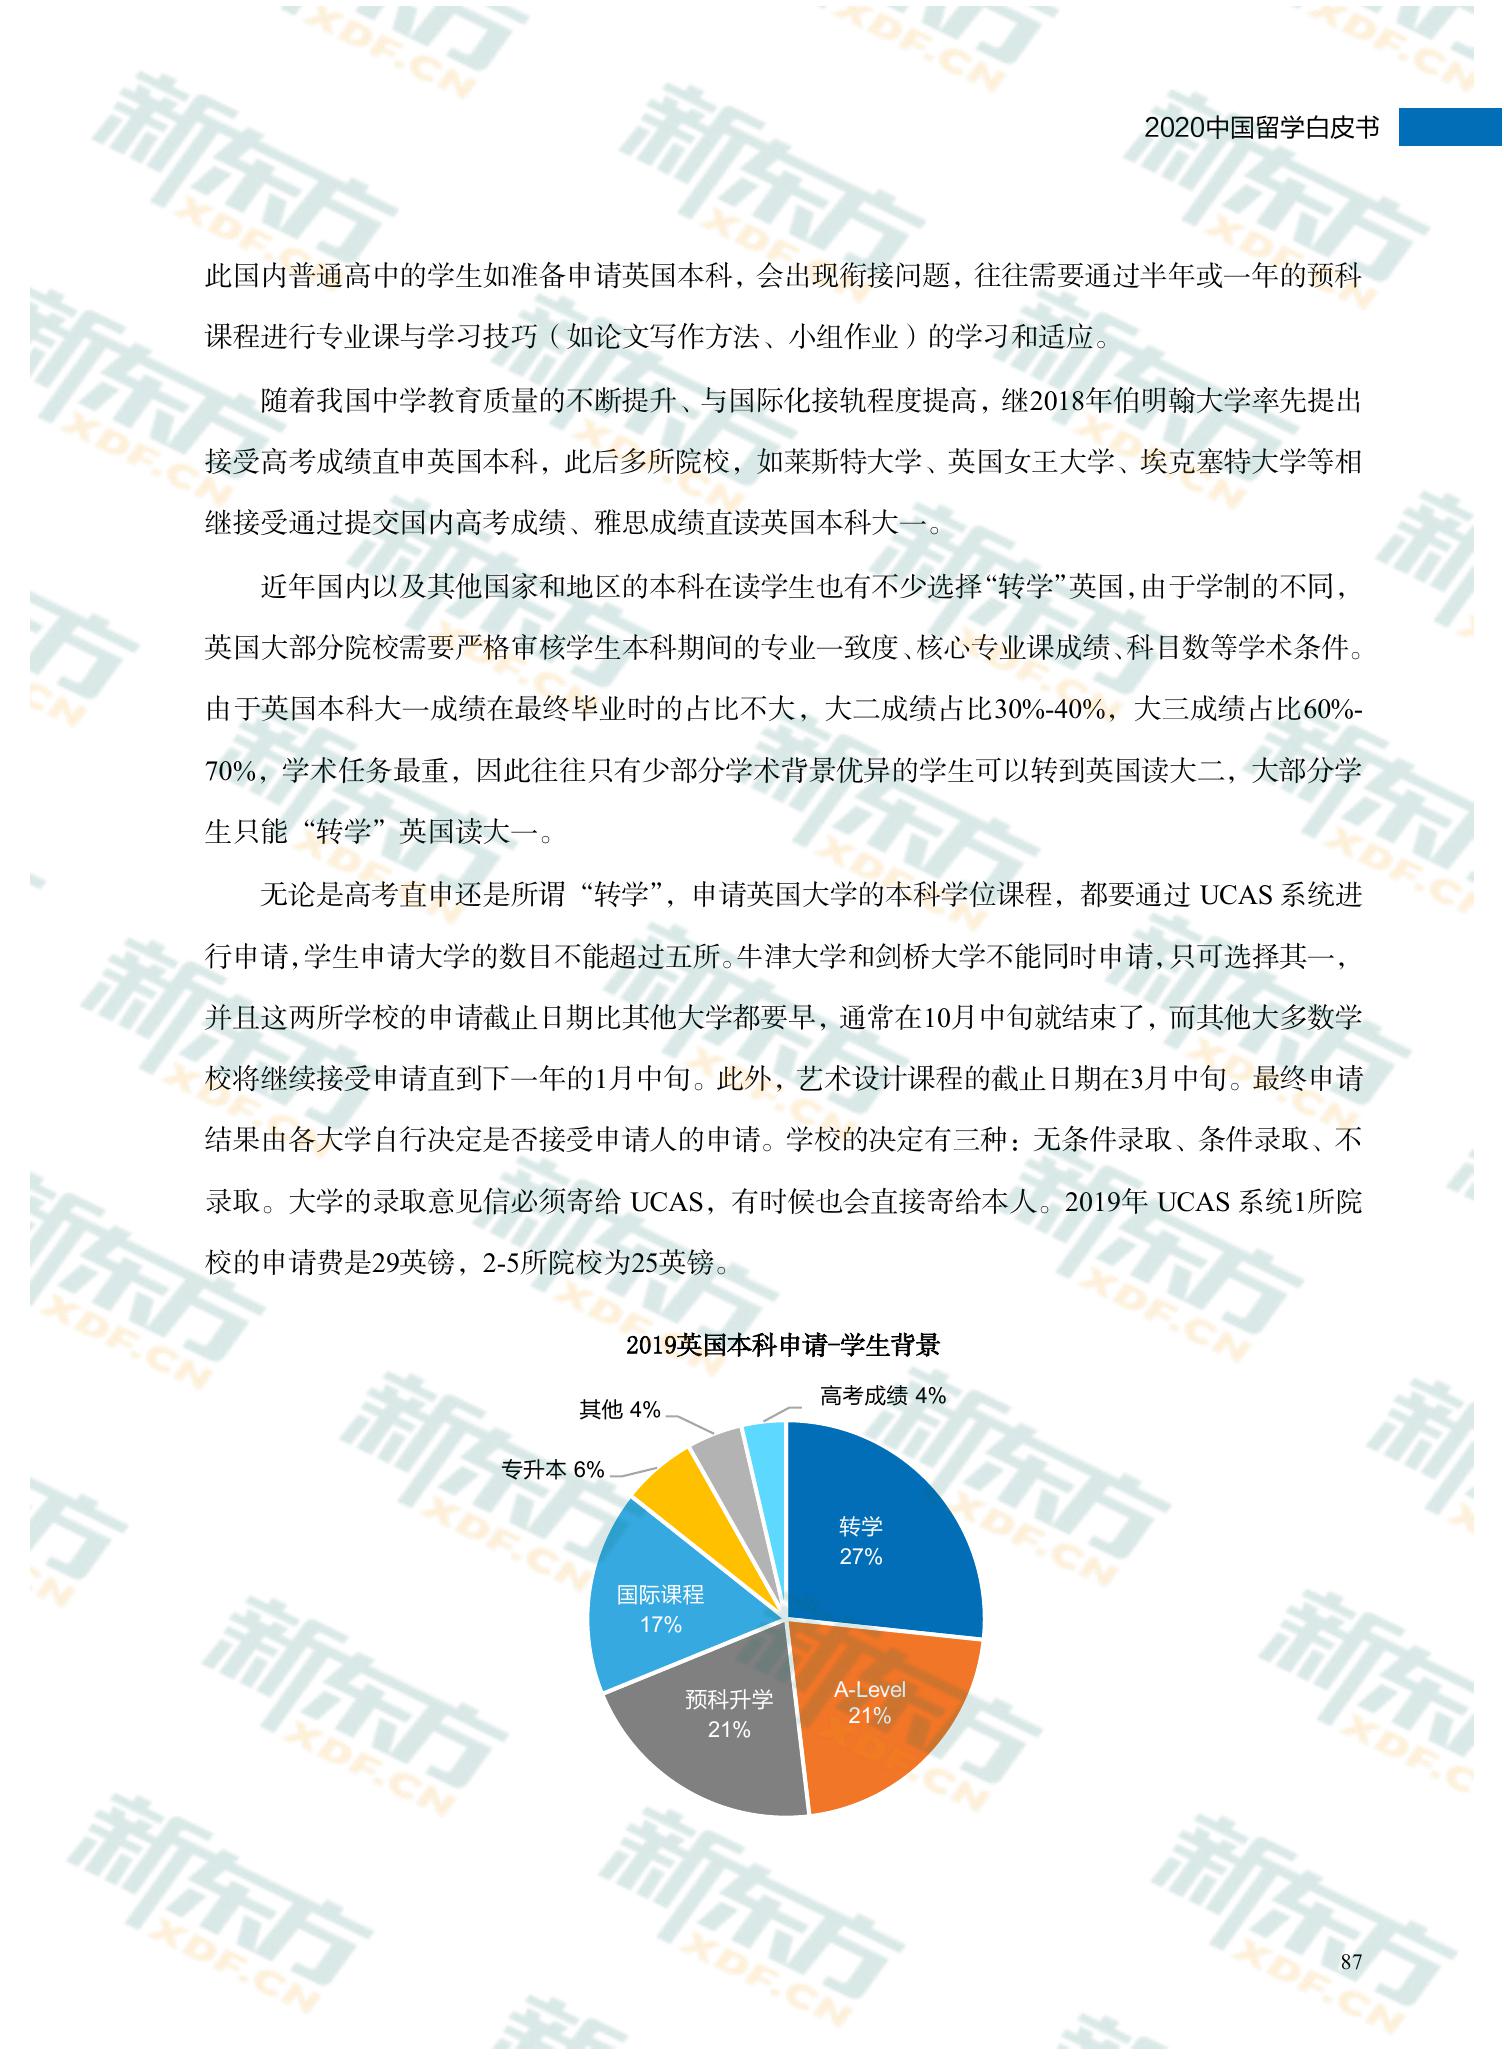 2020中国留学白皮书
此国内普通高中的学生如准备申请英国本科，会出现衔接问题，往往需要通过半年或一年的预科
课程进行专业课与学习技巧（如论文写作方法、小组作业）的学习和适应。
随着我国中学教育质量的不断提升、与国际化接轨程度提高，继2018年伯明翰大学率先提出
接受高考成绩直申英国本科，此后多所院校，如莱斯特大学、英国女王大学、埃克塞特大学等相
继接受通过提交国内高考成绩、雅思成绩直读英国本科大一。
近年国内以及其他国家和地区的本科在读学生也有不少选择“转学”英国，由于学制的不同，
英国大部分院校需要严格审核学生本科期间的专业一致度、核心专业课成绩、科目数等学术条件。
由于英国本科大一成绩在最终毕业时的占比不大，大二成绩占比30%-40%，大三成绩占比60%-
70%，学术任务最重，因此往往只有少部分学术背景优异的学生可以转到英国读大二，大部分学
生只能“转学”英国读大一。
无论是高考直申还是所谓“转学”，申请英国大学的本科学位课程，都要通过 UCAS 系统进
行申请，学生申请大学的数目不能超过五所。牛津大学和剑桥大学不能同时申请，只可选择其一，
并且这两所学校的申请截止日期比其他大学都要早，通常在10月中旬就结束了，而其他大多数学
校将继续接受申请直到下一年的1月中旬。此外，艺术设计课程的截止日期在3月中旬。最终申请
结果由各大学自行决定是否接受申请人的申请。学校的决定有三种：无条件录取、条件录取、不
录取。大学的录取意见信必须寄给 UCAS，有时候也会直接寄给本人。2019年 UCAS 系统1所院
校的申请费是29英镑，2-5所院校为25英镑。
2019英国本科申请-学生背景
高考成绩 4%
其他 4%
专升本 6%
转学
27%
国际课程
17%
A-Level
21%
预科升学
21%
87
新东方
XDF.CN